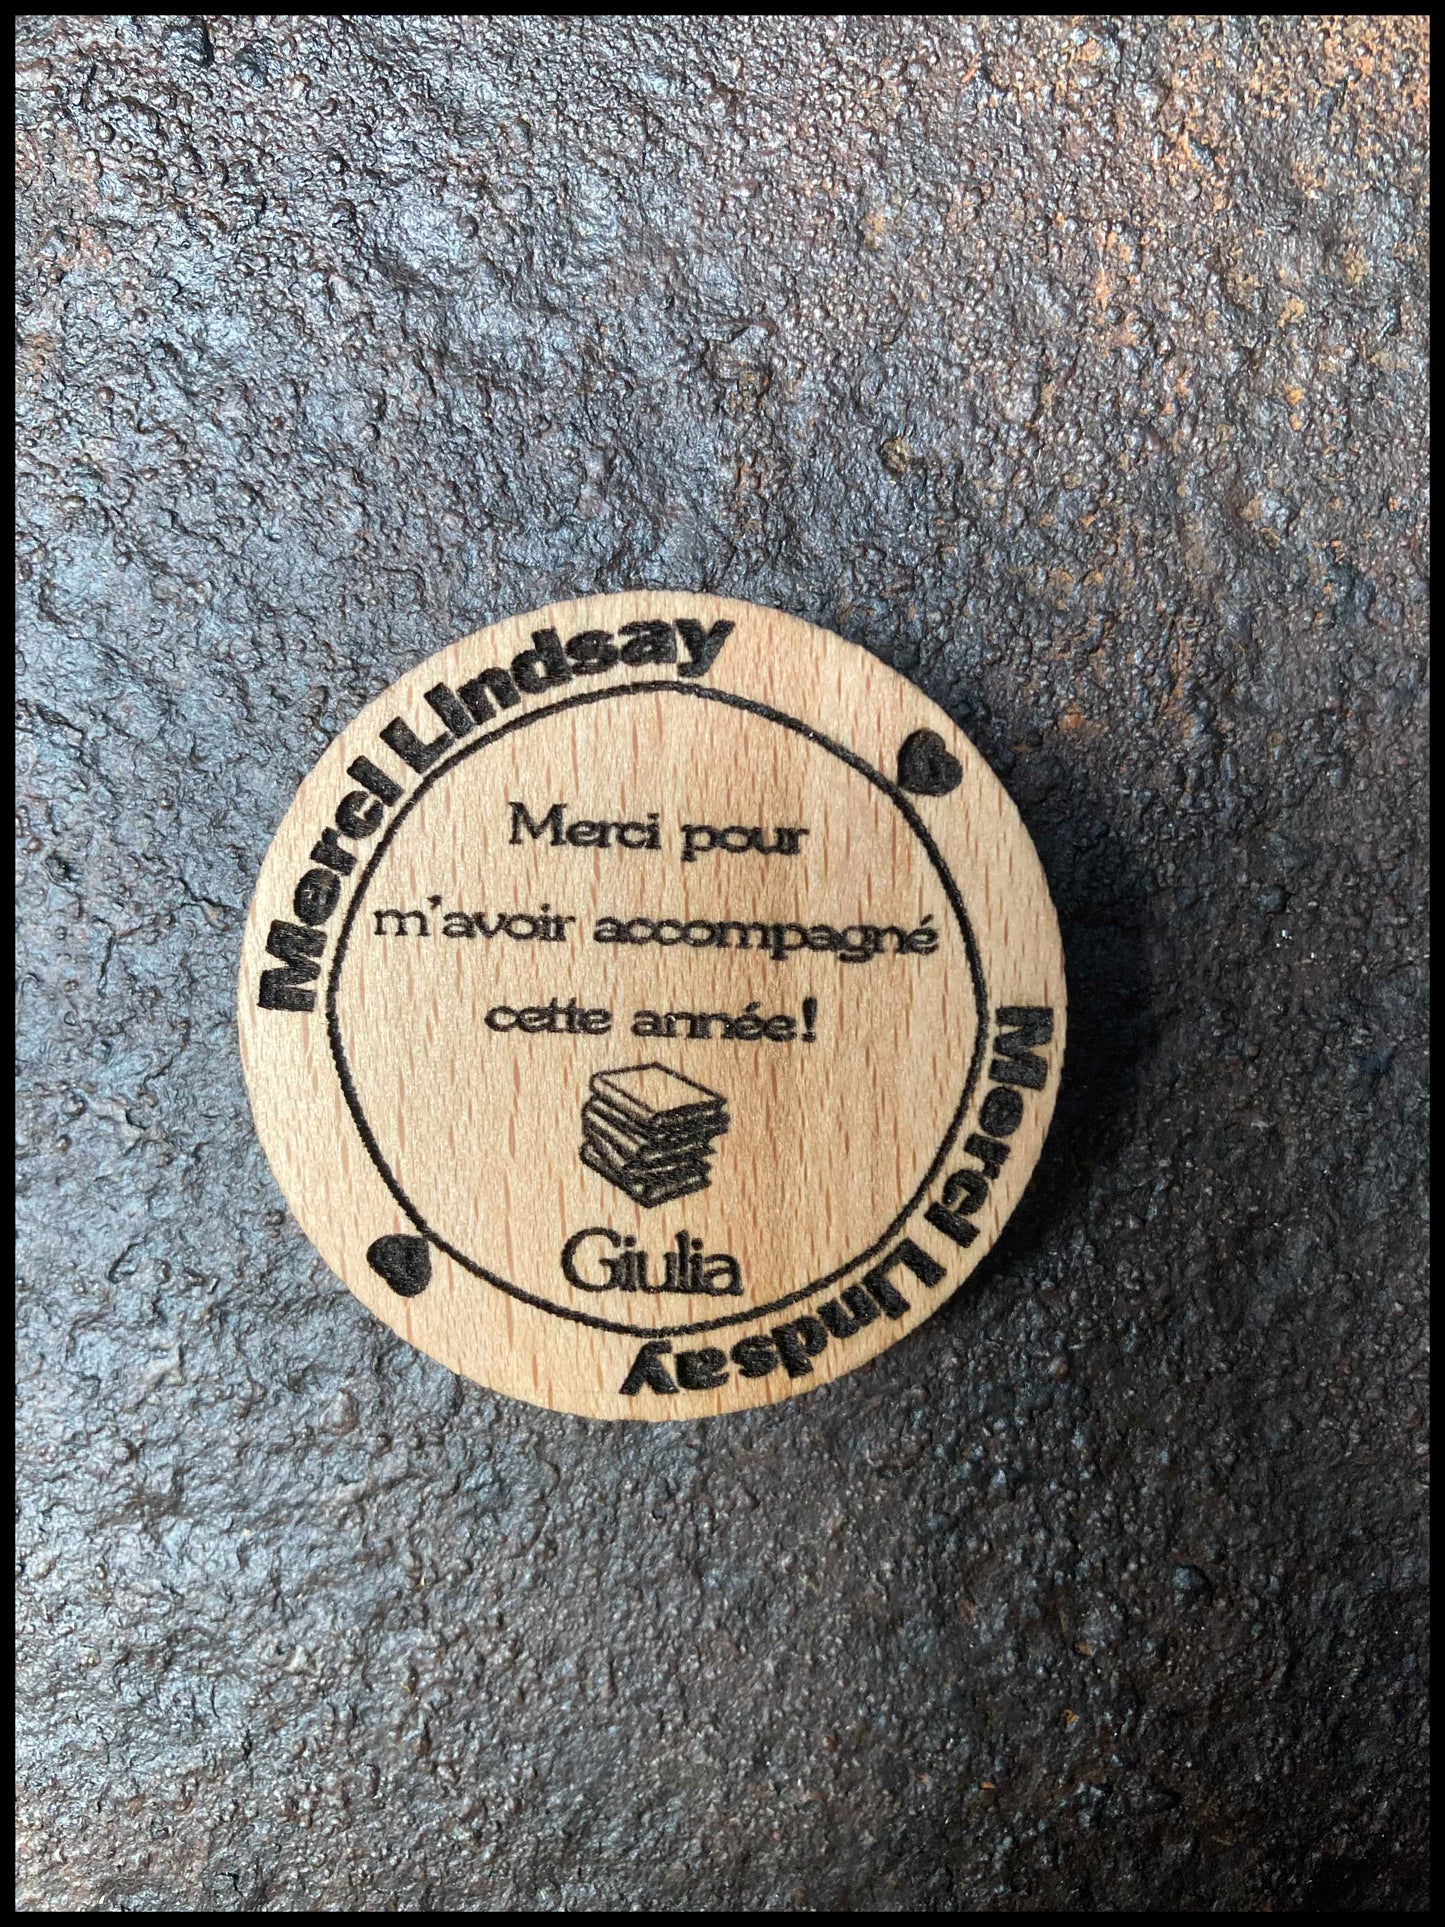 Merci Lindsay
Merci pour
m'avoir accompagné
cette année!
Giulia
Merci Lindsay